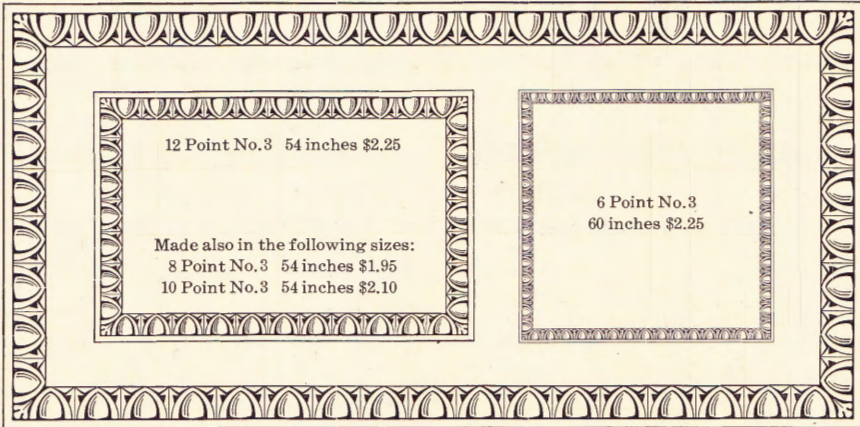 12 Point No.3 54 inches $2.25
Made also in the following sizes:
8 Point No.3 54 inches $1.95
10 Point No.3 54 inches $2.10
6 Point No.3
60 inches $2.25